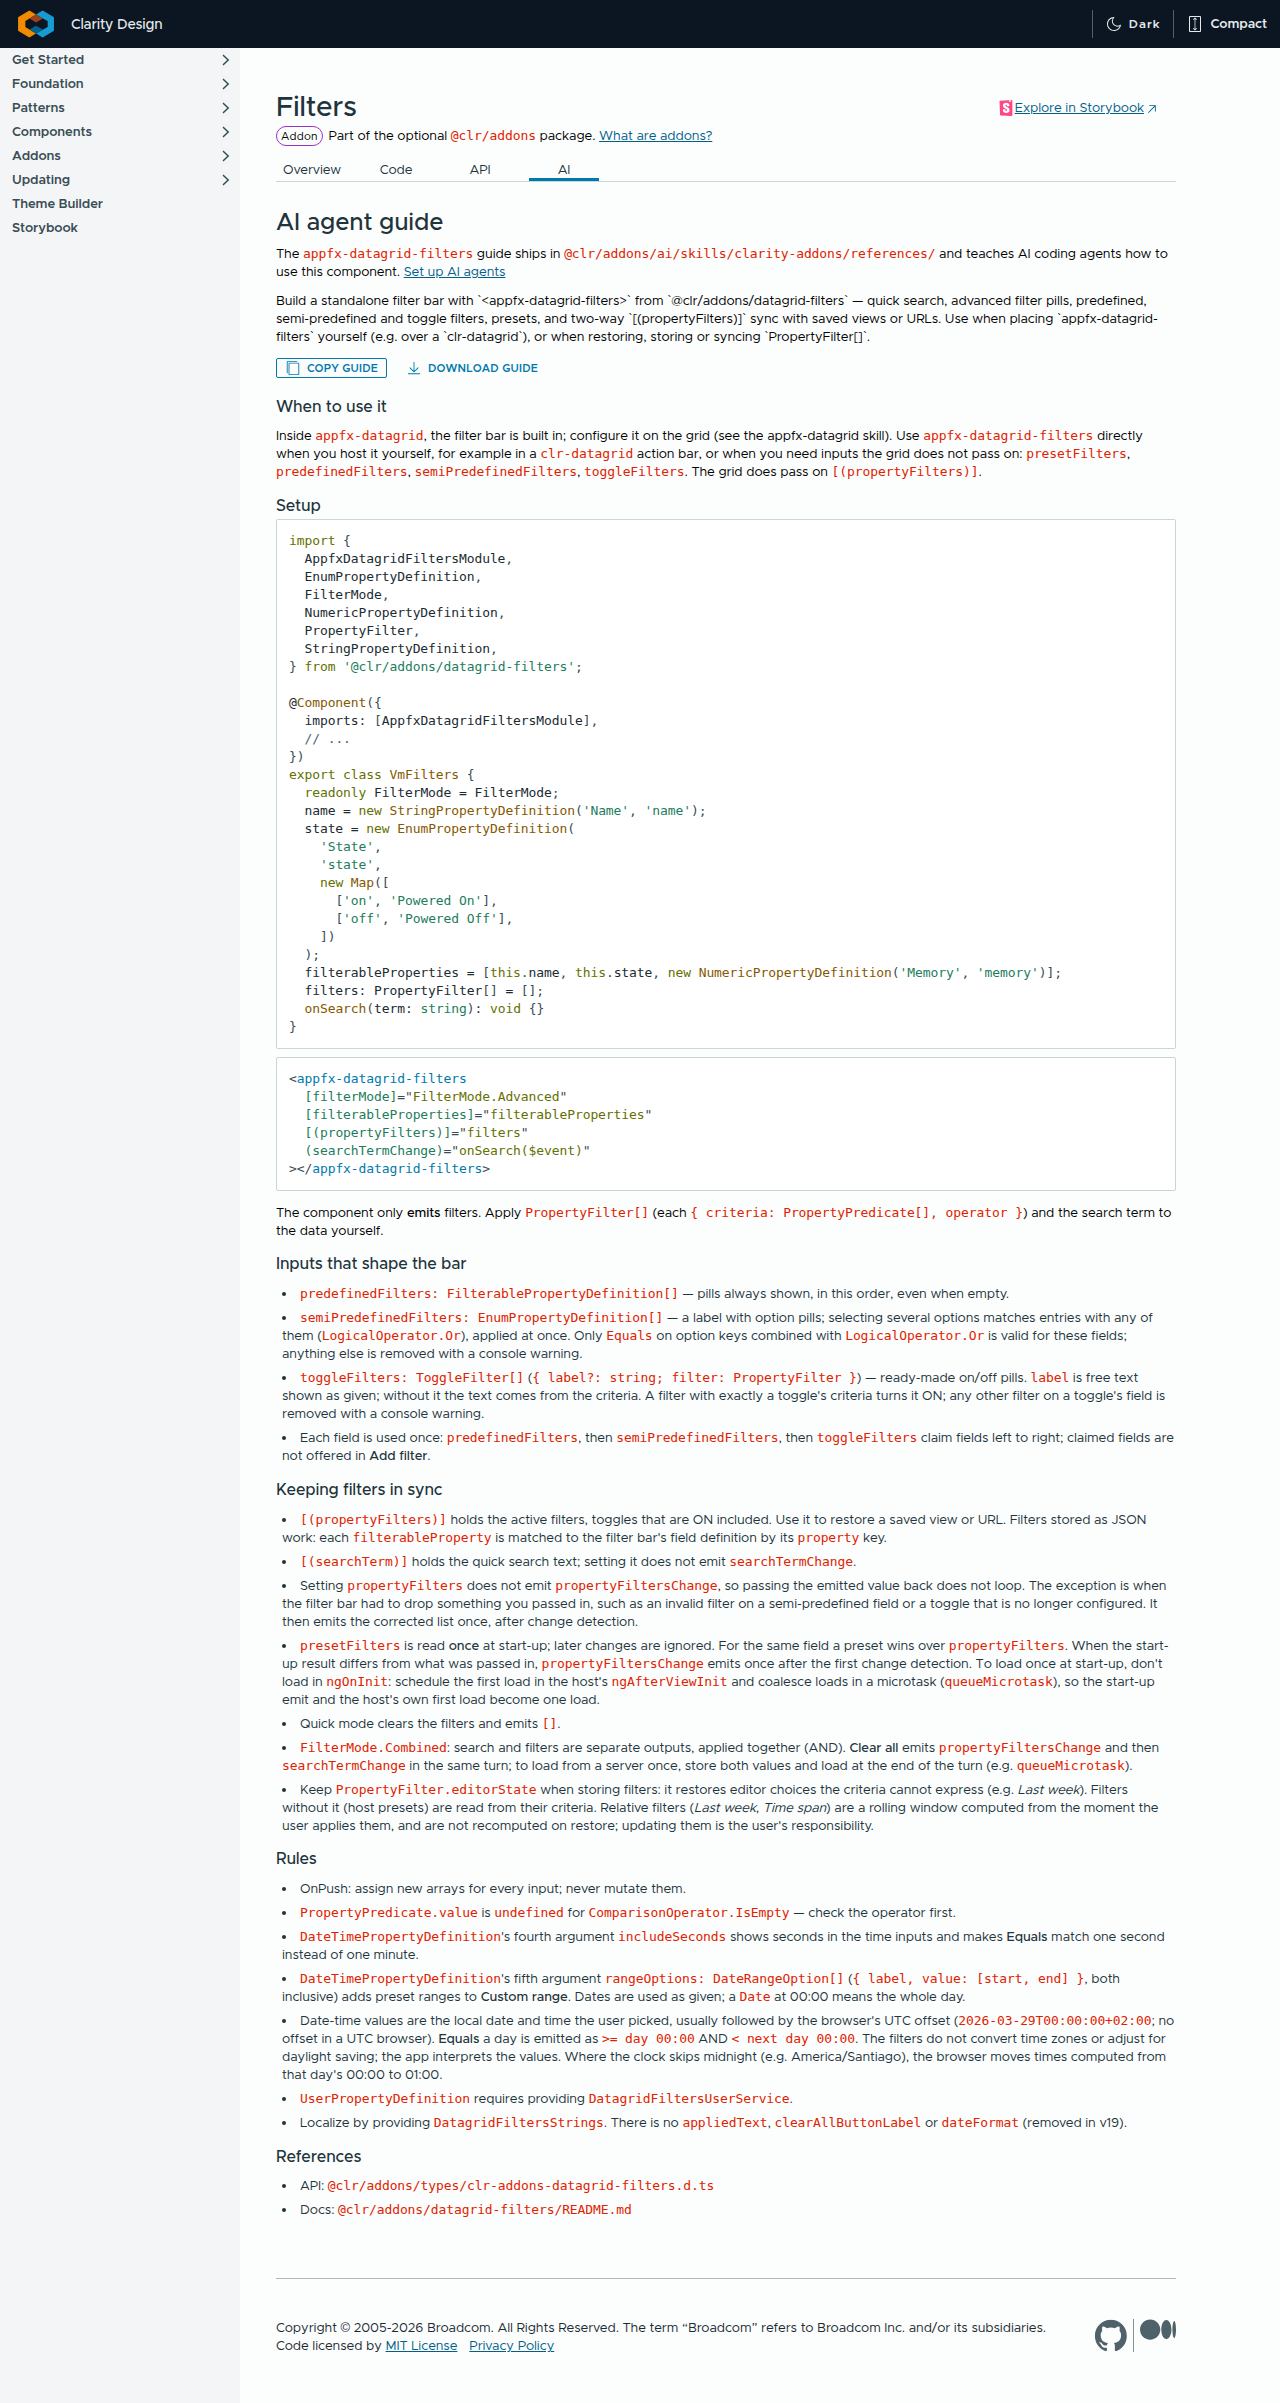 Clarity Design
Dark
Compact
Get Started
Foundation
Patterns
Components
Addons
Updating
Theme Builder
Storybook
Filters
Explore in Storybook
Addon Part of the optional @clr/addons package. What are addons?
Overview
Code
API
AI
AI agent guide
The appfx-datagrid-filters guide ships in @clr/addons/ai/skills/clarity-addons/references/ and teaches AI coding agents how to
use this component. Set up AI agents
Build a standalone filter bar with `<appfx-datagrid-filters>` from `@clr/addons/datagrid-filters` — quick search, advanced filter pills, predefined,
semi-predefined and toggle filters, presets, and two-way `[(propertyFilters)]` sync with saved views or URLs. Use when placing `appfx-datagrid-
filters` yourself (e.g. over a `clr-datagrid`), or when restoring, storing or syncing `PropertyFilter[]`.
COPY GUIDE
DOWNLOAD GUIDE
When to use it
Inside appfx-datagrid, the filter bar is built in; configure it on the grid (see the appfx-datagrid skill). Use appfx-datagrid-filters directly
when you host it yourself, for example in a clr-datagrid action bar, or when you need inputs the grid does not pass on: presetFilters,
predefinedFilters, semiPredefinedFilters, toggleFilters. The grid does pass on [(propertyFilters)].
Setup
import {
  AppfxDatagridFiltersModule,
  EnumPropertyDefinition,
  FilterMode,
  NumericPropertyDefinition,
  PropertyFilter,
  StringPropertyDefinition,
} from '@clr/addons/datagrid-filters';
@Component({
  imports: [AppfxDatagridFiltersModule],
  // ...
})
export class VmFilters {
  readonly FilterMode = FilterMode;
  name = new StringPropertyDefinition('Name', 'name');
  state = new EnumPropertyDefinition(
    'State',
    'state',
    new Map([
      ['on', 'Powered On'],
      ['off', 'Powered Off'],
    ])
  );
  filterableProperties = [this.name, this.state, new NumericPropertyDefinition('Memory', 'memory')];
  filters: PropertyFilter[] = [];
  onSearch(term: string): void {}
}
<appfx-datagrid-filters
  [filterMode]="FilterMode.Advanced"
  [filterableProperties]="filterableProperties"
  [(propertyFilters)]="filters"
  (searchTermChange)="onSearch($event)"
></appfx-datagrid-filters>
The component only emits filters. Apply PropertyFilter[] (each { criteria: PropertyPredicate[], operator }) and the search term to
the data yourself.
Inputs that shape the bar
• predefinedFilters: FilterablePropertyDefinition[] — pills always shown, in this order, even when empty.
• semiPredefinedFilters: EnumPropertyDefinition[] — a label with option pills; selecting several options matches entries with any of
them (LogicalOperator.Or), applied at once. Only Equals on option keys combined with LogicalOperator.Or is valid for these fields;
anything else is removed with a console warning.
• toggleFilters: ToggleFilter[] ({ label?: string; filter: PropertyFilter }) — ready-made on/off pills. label is free text
shown as given; without it the text comes from the criteria. A filter with exactly a toggle's criteria turns it ON; any other filter on a toggle's field is
removed with a console warning.
• Each field is used once: predefinedFilters, then semiPredefinedFilters, then toggleFilters claim fields left to right; claimed fields are
not offered in Add filter.
Keeping filters in sync
• [(propertyFilters)] holds the active filters, toggles that are ON included. Use it to restore a saved view or URL. Filters stored as JSON
work: each filterableProperty is matched to the filter bar's field definition by its property key.
• [(searchTerm)] holds the quick search text; setting it does not emit searchTermChange.
• Setting propertyFilters does not emit propertyFiltersChange, so passing the emitted value back does not loop. The exception is when
the filter bar had to drop something you passed in, such as an invalid filter on a semi-predefined field or a toggle that is no longer configured. It
then emits the corrected list once, after change detection.
• presetFilters is read once at start-up; later changes are ignored. For the same field a preset wins over propertyFilters. When the start-
up result differs from what was passed in, propertyFiltersChange emits once after the first change detection. To load once at start-up, don't
load in ngOnInit: schedule the first load in the host's ngAfterViewInit and coalesce loads in a microtask (queueMicrotask), so the start-up
emit and the host's own first load become one load.
• Quick mode clears the filters and emits [].
• FilterMode.Combined: search and filters are separate outputs, applied together (AND). Clear all emits propertyFiltersChange and then
searchTermChange in the same turn; to load from a server once, store both values and load at the end of the turn (e.g. queueMicrotask).
• Keep PropertyFilter.editorState when storing filters: it restores editor choices the criteria cannot express (e.g. Last week). Filters
without it (host presets) are read from their criteria. Relative filters (Last week, Time span) are a rolling window computed from the moment the
user applies them, and are not recomputed on restore; updating them is the user's responsibility.
Rules
• OnPush: assign new arrays for every input; never mutate them.
• PropertyPredicate.value is undefined for ComparisonOperator.IsEmpty — check the operator first.
• DateTimePropertyDefinition's fourth argument includeSeconds shows seconds in the time inputs and makes Equals match one second
instead of one minute.
• DateTimePropertyDefinition's fifth argument rangeOptions: DateRangeOption[] ({ label, value: [start, end] }, both
inclusive) adds preset ranges to Custom range. Dates are used as given; a Date at 00:00 means the whole day.
• Date-time values are the local date and time the user picked, usually followed by the browser's UTC offset (2026-03-29T00:00:00+02:00; no
offset in a UTC browser). Equals a day is emitted as >= day 00:00 AND < next day 00:00. The filters do not convert time zones or adjust for
daylight saving; the app interprets the values. Where the clock skips midnight (e.g. America/Santiago), the browser moves times computed from
that day's 00:00 to 01:00.
• UserPropertyDefinition requires providing DatagridFiltersUserService.
• Localize by providing DatagridFiltersStrings. There is no appliedText, clearAllButtonLabel or dateFormat (removed in v19).
References
• API: @clr/addons/types/clr-addons-datagrid-filters.d.ts
• Docs: @clr/addons/datagrid-filters/README.md
Copyright © 2005-2026 Broadcom. All Rights Reserved. The term “Broadcom” refers to Broadcom Inc. and/or its subsidiaries.
Code licensed by MIT License Privacy Policy